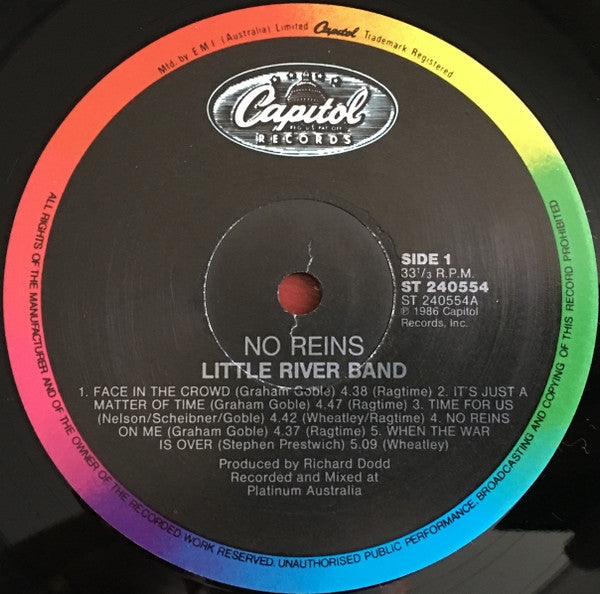 Mfd. by E.M.I. (Australia) Limited Capitol Trademark Registered
Capitol
REG. U.S. PAT. OFF.
RECORDS
SIDE 1
33 1/3 R.P.M.
ST 240554
ST 240554A
℗ 1986 Capitol
Records, Inc.
NO REINS
LITTLE RIVER BAND
1. FACE IN THE CROWD (Graham Goble) 4.38 (Ragtime) 2. IT'S JUST A
MATTER OF TIME (Graham Goble) 4.47 (Ragtime) 3. TIME FOR US
(Nelson/Scheibner/Goble) 4.42 (Wheatley/Ragtime) 4. NO REINS
ON ME (Graham Goble) 4.37 (Ragtime) 5. WHEN THE WAR
IS OVER (Stephen Prestwich) 5.09 (Wheatley)
Produced by Richard Dodd
Recorded and Mixed at
Platinum Australia
ALL RIGHTS OF THE MANUFACTURER AND OF THE OWNER OF THE RECORDED WORK RESERVED. UNAUTHORISED PUBLIC PERFORMANCE, BROADCASTING AND COPYING OF THIS RECORD PROHIBITED